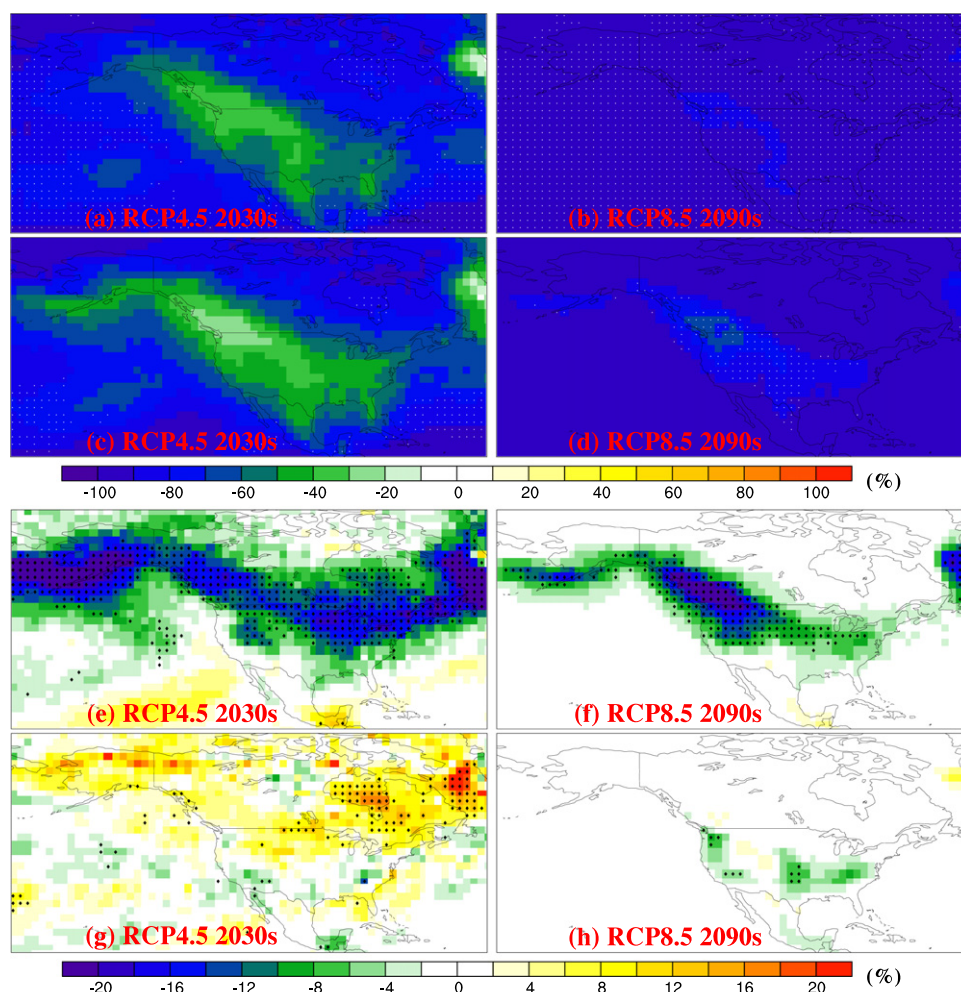 (a) RCP4.5 2030s
(b) RCP8.5 2090s
(c) RCP4.5 2030s
(d) RCP8.5 2090s
-100 -80 -60 -40 -20 0 20 40 60 80 100 (%)
(e) RCP4.5 2030s
(f) RCP8.5 2090s
(g) RCP4.5 2030s
(h) RCP8.5 2090s
-20 -16 -12 -8 -4 0 4 8 12 16 20 (%)